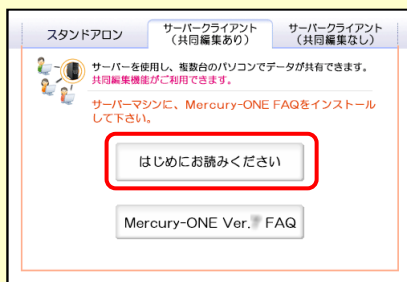 スタンドアロン
サーバークライアント
（共同編集あり）
サーバークライアント
（共同編集なし）
サーバーを使用し、複数台のパソコンでデータが共有できます。
共同編集機能がご利用できます。
サーバーマシンに、Mercury-ONE FAQをインストール
して下さい。
はじめにお読みください
Mercury-ONE Ver. FAQ